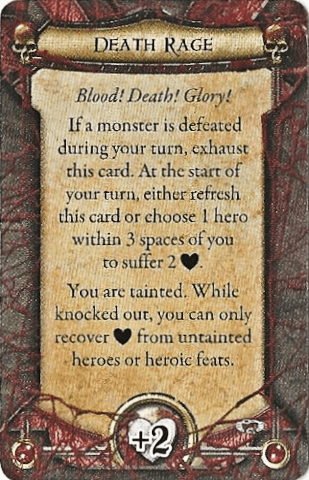 DEATH RAGE
Blood! Death! Glory!
If a monster is defeated
during your turn, exhaust
this card. At the start of
your turn, either refresh
this card or choose 1 hero
within 3 spaces of you
to suffer 2 ♥.
You are tainted. While
knocked out, you can only
recover ♥ from untainted
heroes or heroic feats.
+2